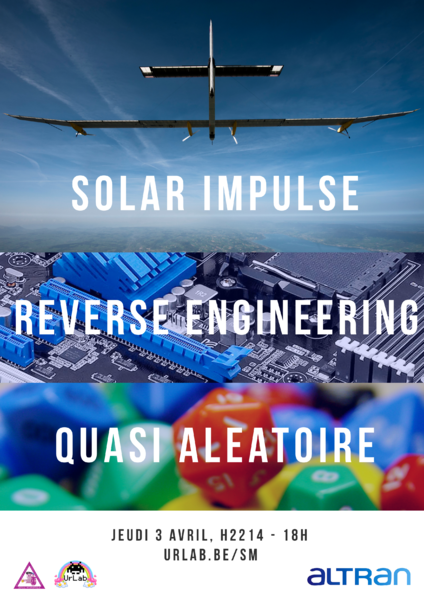 SOLAR IMPULSE
REVERSE ENGINEERING
QUASI ALEATOIRE
JEUDI 3 AVRIL, H2214 - 18H
URLAB.BE/SM
UrLab
ALTRAN